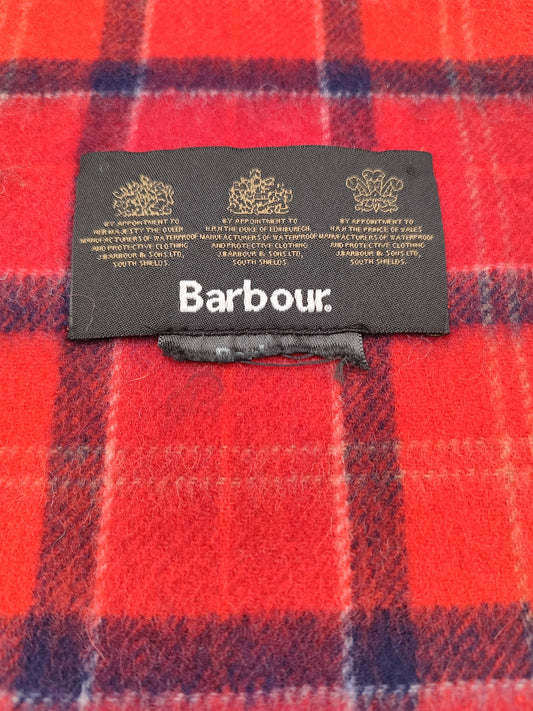 BY APPOINTMENT TO
HER MAJESTY THE QUEEN
MANUFACTURERS OF WATERPROOF
AND PROTECTIVE CLOTHING
J.BARBOUR & SONS LTD,
SOUTH SHIELDS.
BY APPOINTMENT TO
H.R.H THE DUKE OF EDINBURGH,
MANUFACTURERS OF WATERPROOF
AND PROTECTIVE CLOTHING
J.BARBOUR & SONS LTD,
SOUTH SHIELDS.
BY APPOINTMENT TO
H.R.H THE PRINCE OF WALES
MANUFACTURERS OF WATERPROOF
AND PROTECTIVE CLOTHING
J.BARBOUR & SONS LTD,
SOUTH SHIELDS.
Barbour.